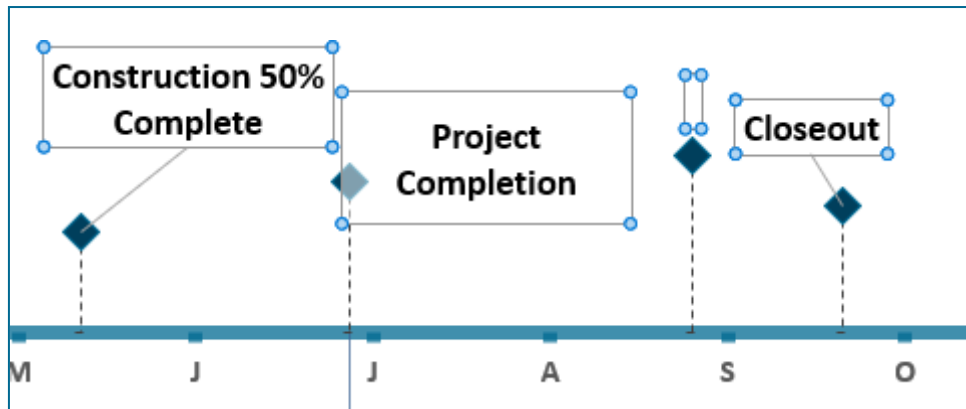 Construction 50%
Complete
Project
Completion
Closeout
M J J A S O